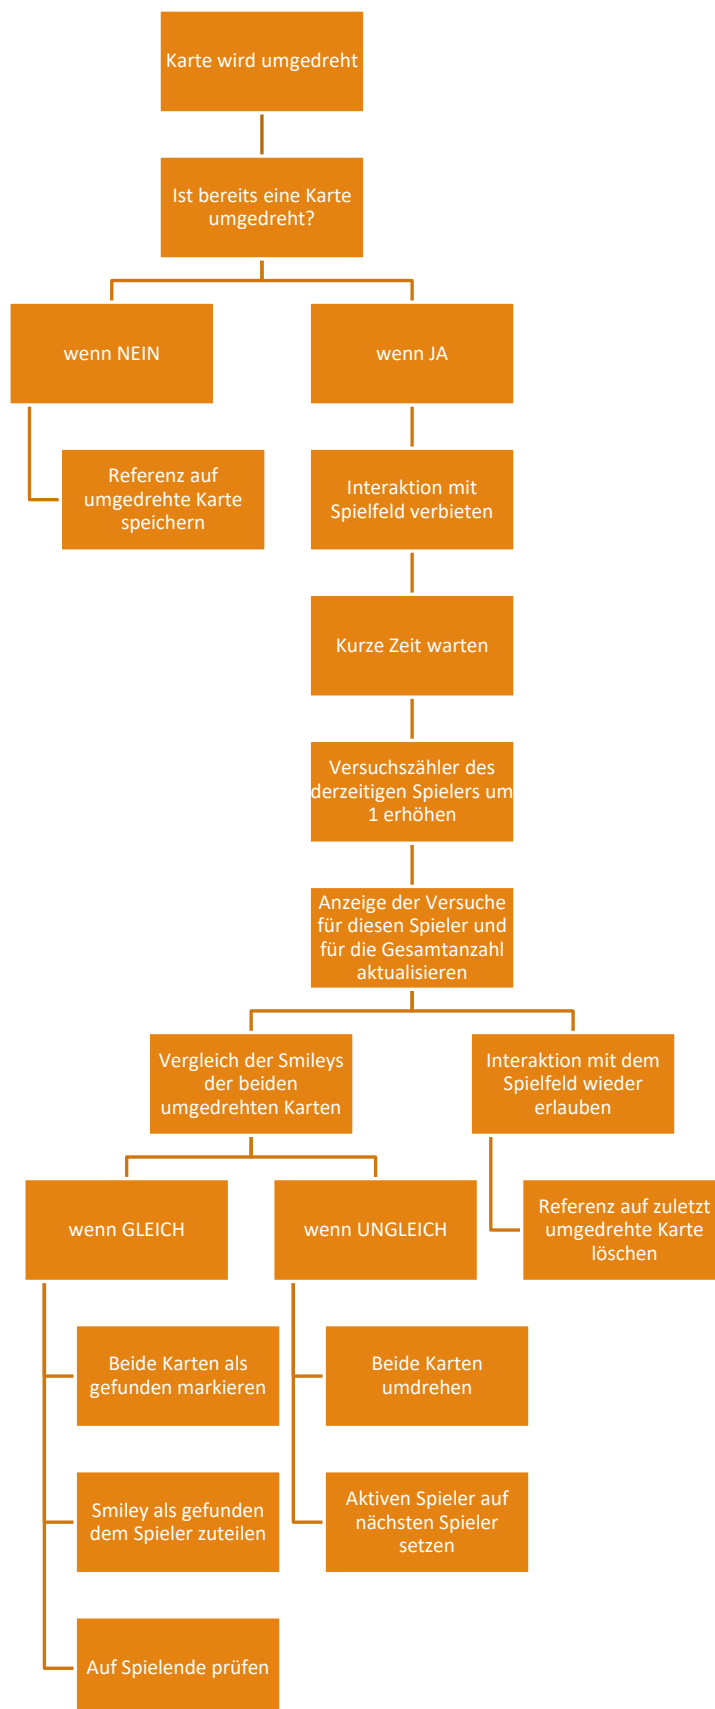 Karte wird umgedreht
Ist bereits eine Karte
umgedreht?
wenn NEIN
wenn JA
Referenz auf
umgedrehte Karte
speichern
Interaktion mit
Spielfeld verbieten
Kurze Zeit warten
Versuchszähler des
derzeitigen Spielers um
1 erhöhen
Anzeige der Versuche
für diesen Spieler und
für die Gesamtanzahl
aktualisieren
Vergleich der Smileys
der beiden
umgedrehten Karten
Interaktion mit dem
Spielfeld wieder
erlauben
wenn GLEICH
wenn UNGLEICH
Referenz auf zuletzt
umgedrehte Karte
löschen
Beide Karten als
gefunden markieren
Beide Karten
umdrehen
Smiley als gefunden
dem Spieler zuteilen
Aktiven Spieler auf
nächsten Spieler
setzen
Auf Spielende prüfen